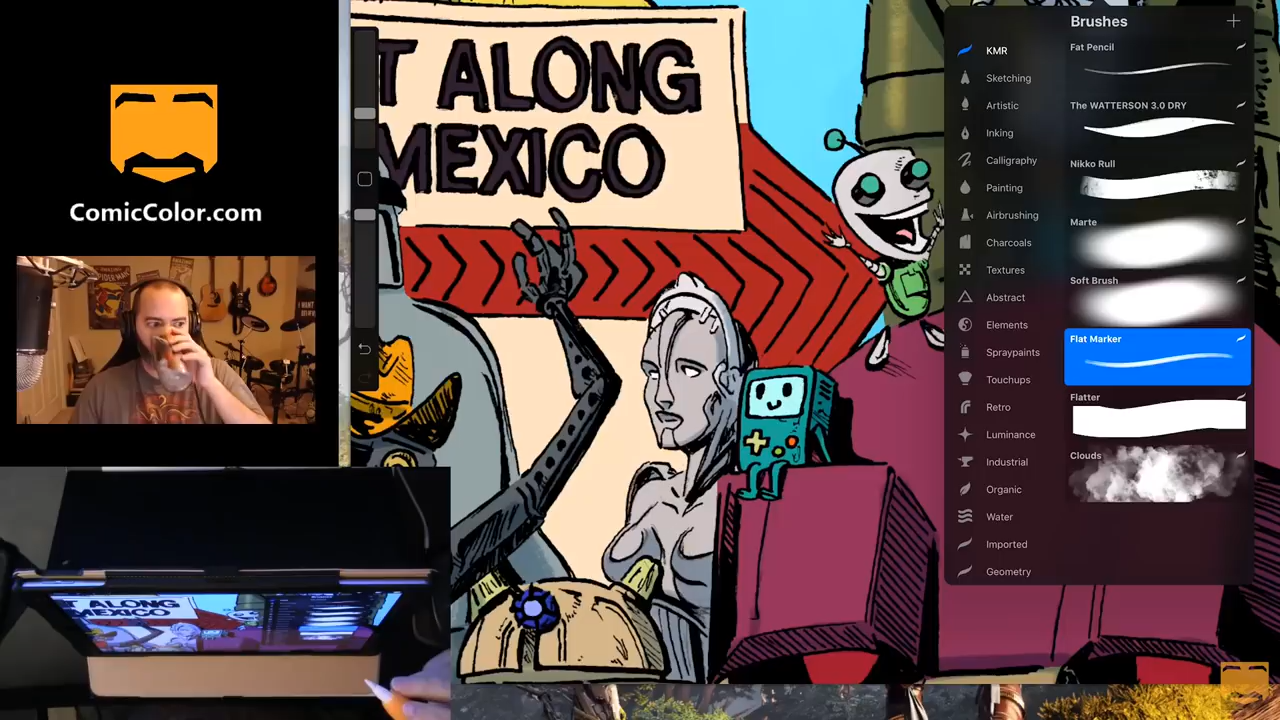 ComicColor.com
T ALONG
MEXICO
Brushes
KMR
Sketching
Artistic
Inking
Calligraphy
Painting
Airbrushing
Charcoals
Textures
Abstract
Elements
Spraypaints
Touchups
Retro
Luminance
Industrial
Organic
Water
Imported
Geometry
Fat Pencil
The WATTERSON 3.0 DRY
Nikko Rull
Marte
Soft Brush
Flat Marker
Flatter
Clouds
T ALONG
MEXICO